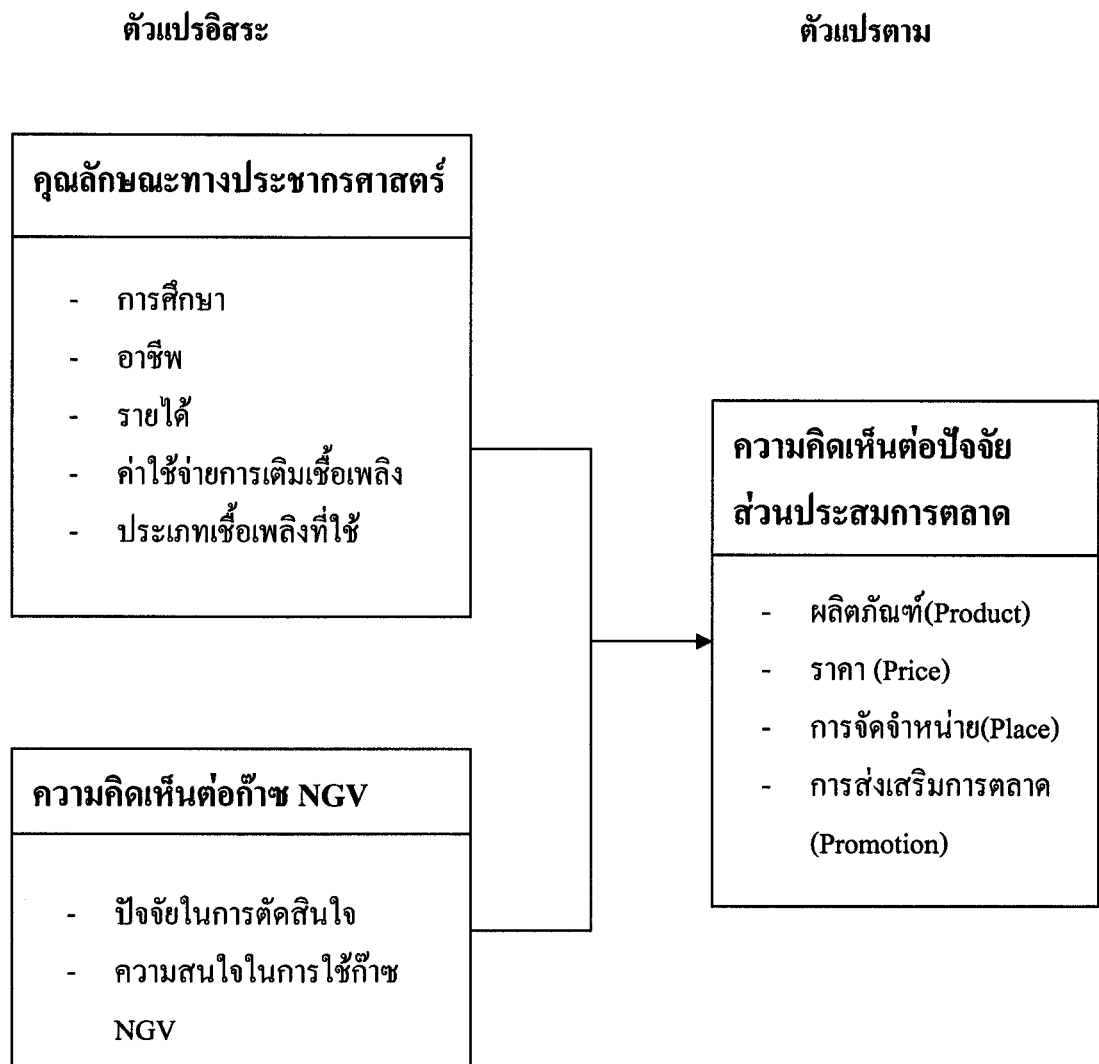 ตัวแปรอิสระ
ตัวแปรตาม
คุณลักษณะทางประชากรศาสตร์
- การศึกษา
- อาชีพ
- รายได้
- ค่าใช้จ่ายการเติมเชื้อเพลิง
- ประเภทเชื้อเพลิงที่ใช้
ความคิดเห็นต่อก๊าซ NGV
- ปัจจัยในการตัดสินใจ
- ความสนใจในการใช้ก๊าซ
NGV
ความคิดเห็นต่อปัจจัย
ส่วนประสมการตลาด
- ผลิตภัณฑ์(Product)
- ราคา (Price)
- การจัดจำหน่าย(Place)
- การส่งเสริมการตลาด
(Promotion)